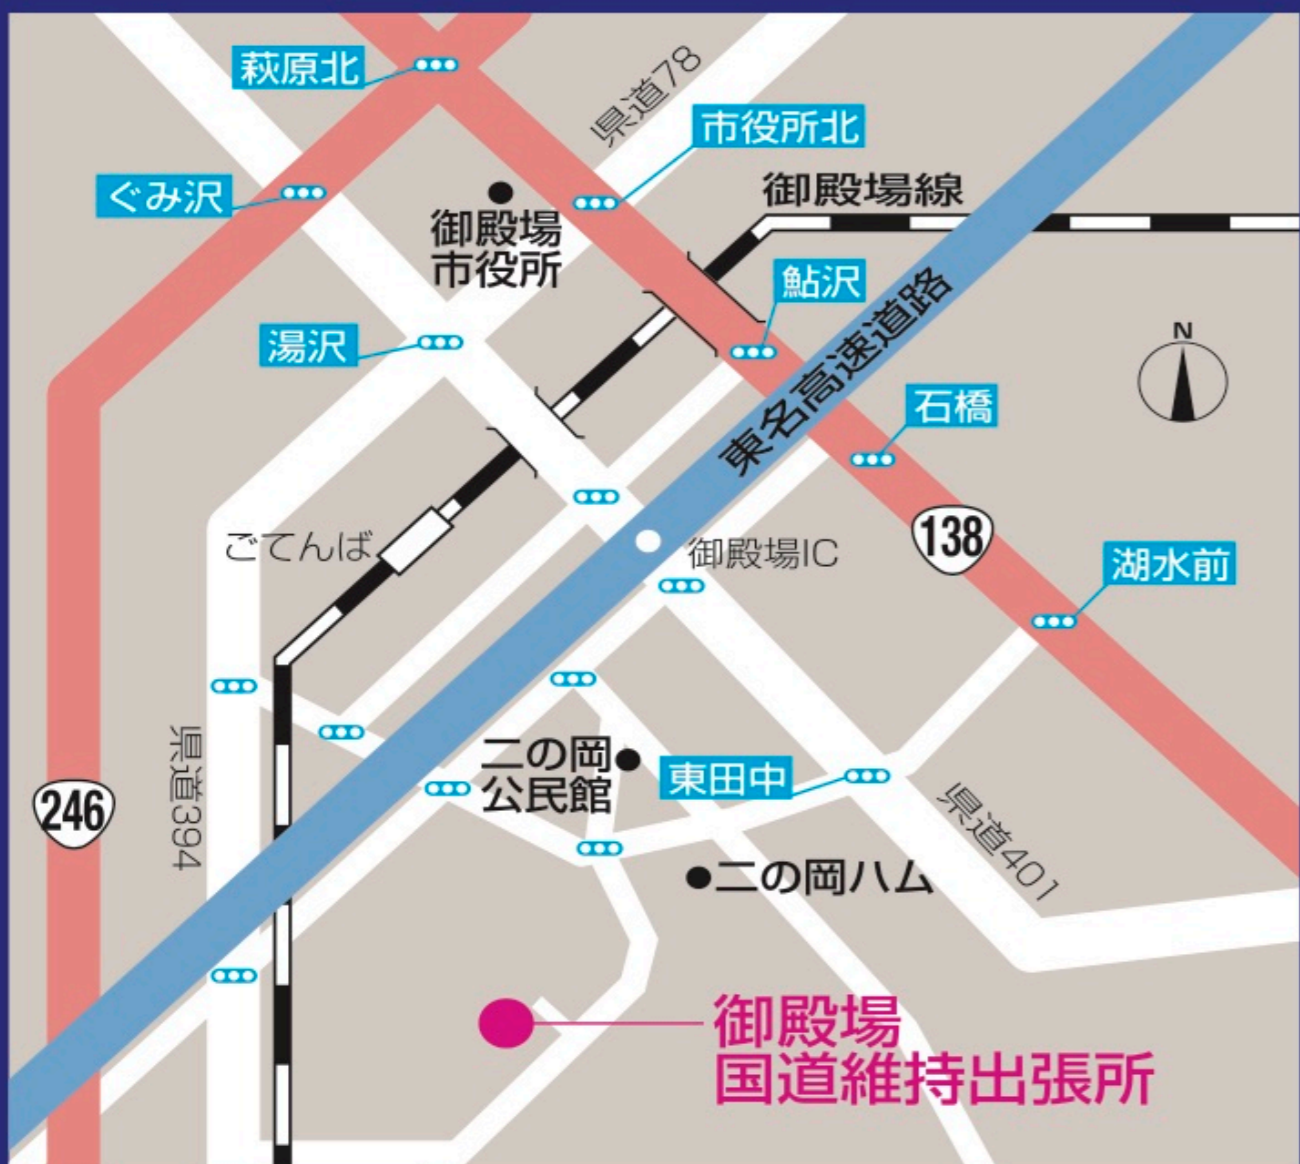 萩原北
県道78
市役所北
ぐみ沢
御殿場線
御殿場
市役所
鮎沢
湯沢
東名高速道路
N
石橋
138
ごてんば
御殿場IC
湖水前
県道394
二の岡
公民館
東田中
246
県道401
二の岡ハム
御殿場
国道維持出張所